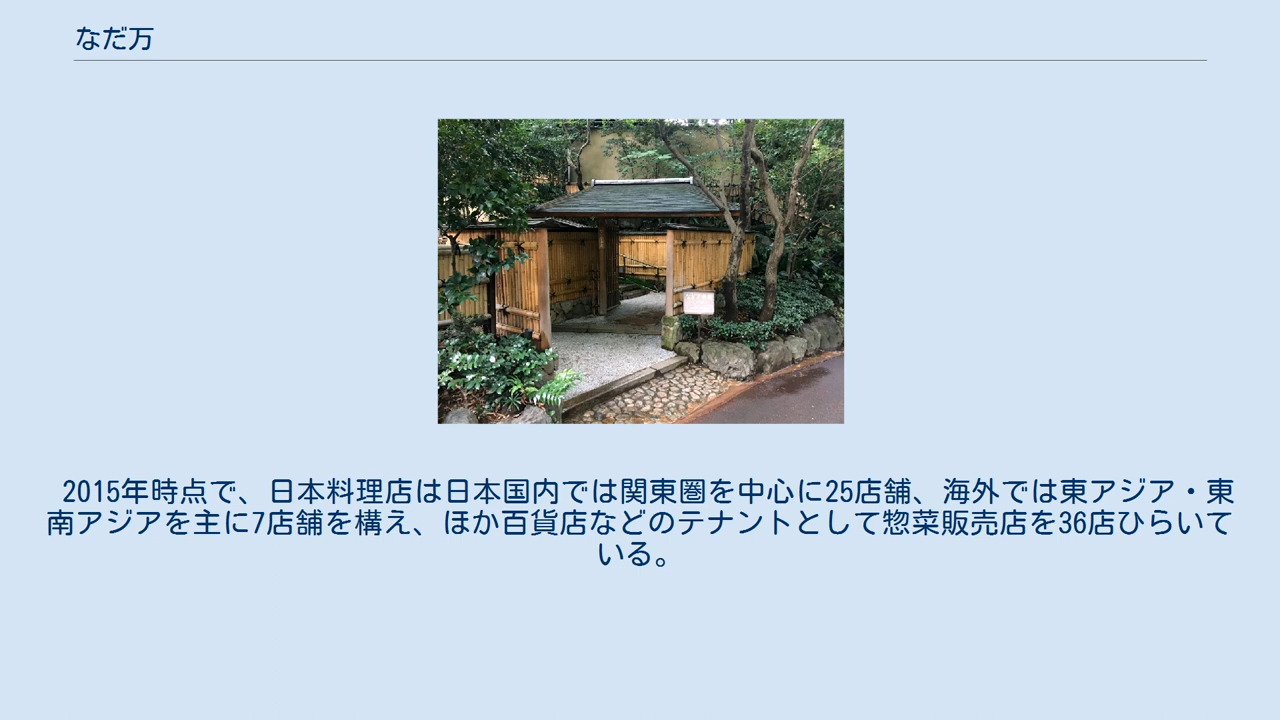 なだ万
2015年時点で、日本料理店は日本国内では関東圏を中心に25店舗、海外では東アジア・東
南アジアを主に7店舗を構え、ほか百貨店などのテナントとして惣菜販売店を36店ひらいて
いる。